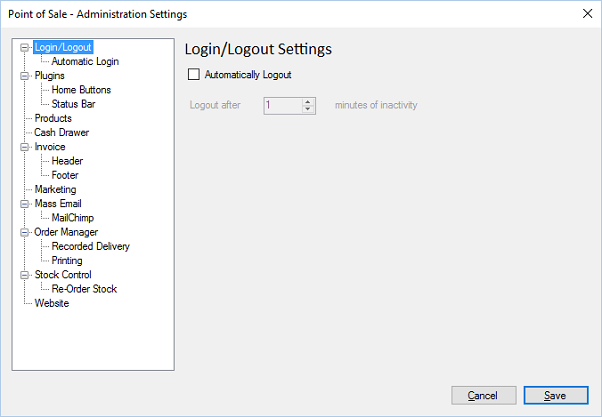 Point of Sale - Administration Settings
Login/Logout
Automatic Login
Plugins
Home Buttons
Status Bar
Products
Cash Drawer
Invoice
Header
Footer
Marketing
Mass Email
MailChimp
Order Manager
Recorded Delivery
Printing
Stock Control
Re-Order Stock
Website
Login/Logout Settings
Automatically Logout
Logout after 1 minutes of inactivity
Cancel Save